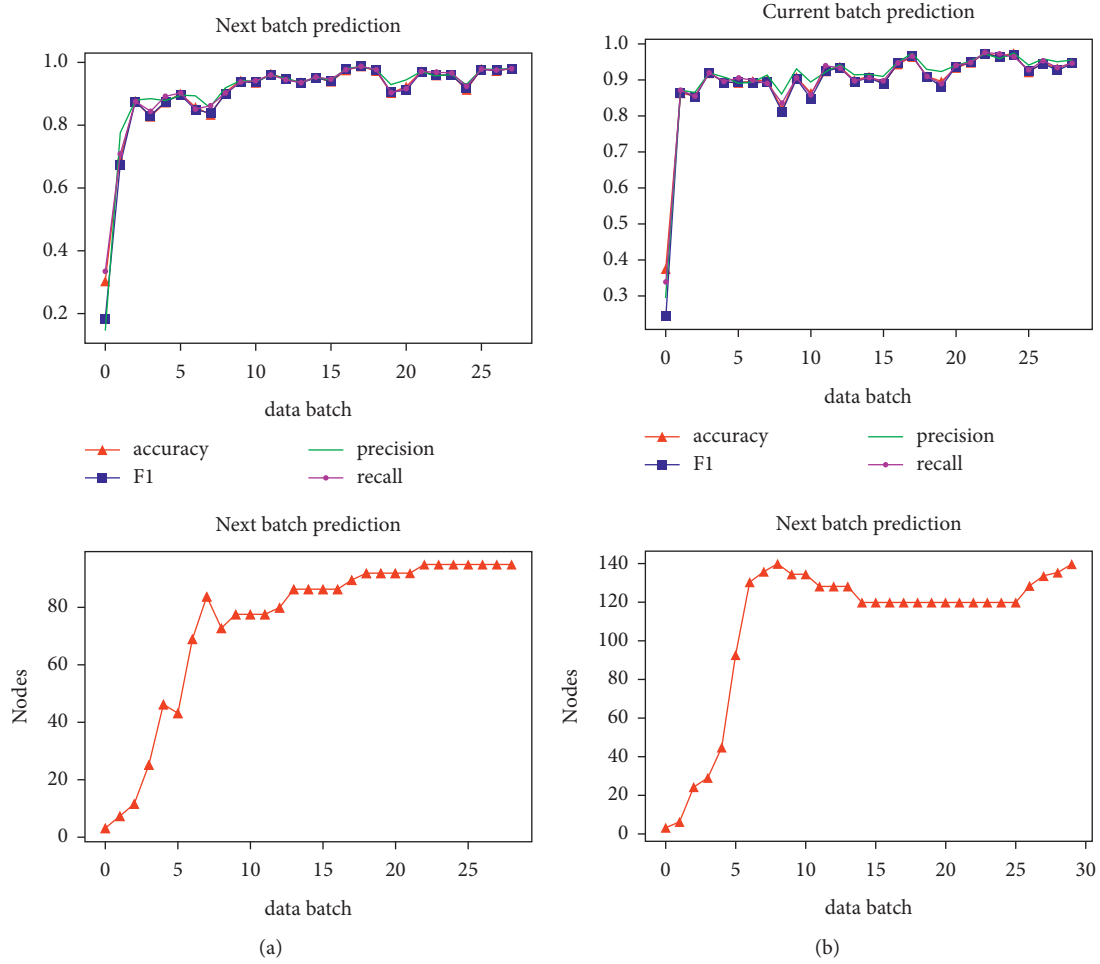 Next batch prediction
1.0
0.8
0.6
0.4
0.2
0 5 10 15 20 25
data batch
accuracy precision
F1 recall
Current batch prediction
1.0
0.9
0.8
0.7
0.6
0.5
0.4
0.3
0 5 10 15 20 25
data batch
accuracy precision
F1 recall
Next batch prediction
Nodes
80
60
40
20
0
0 5 10 15 20 25
data batch
(a)
Next batch prediction
Nodes
140
120
100
80
60
40
20
0
0 5 10 15 20 25 30
data batch
(b)